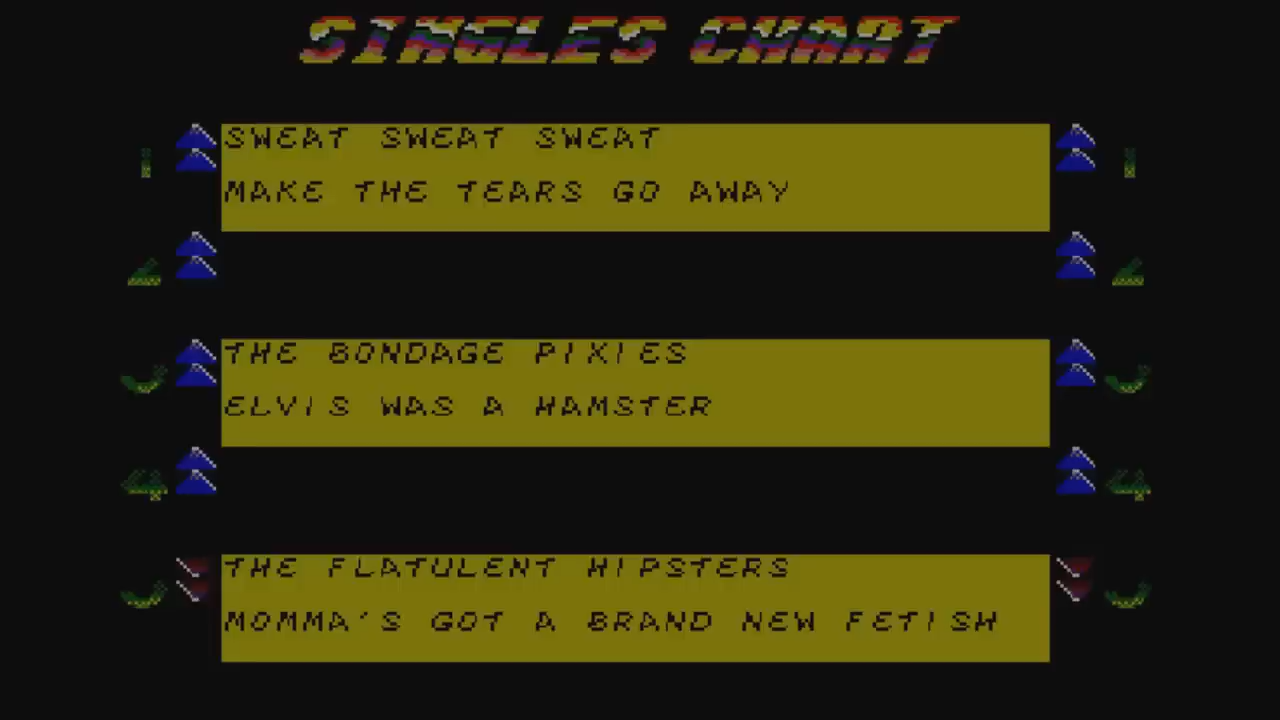 SINGLES CHART
SWEAT SWEAT SWEAT
MAKE THE TEARS GO AWAY
THE BONDAGE PIXIES
ELVIS WAS A HAMSTER
THE FLATULENT HIPSTERS
MOMMA'S GOT A BRAND NEW FETISH